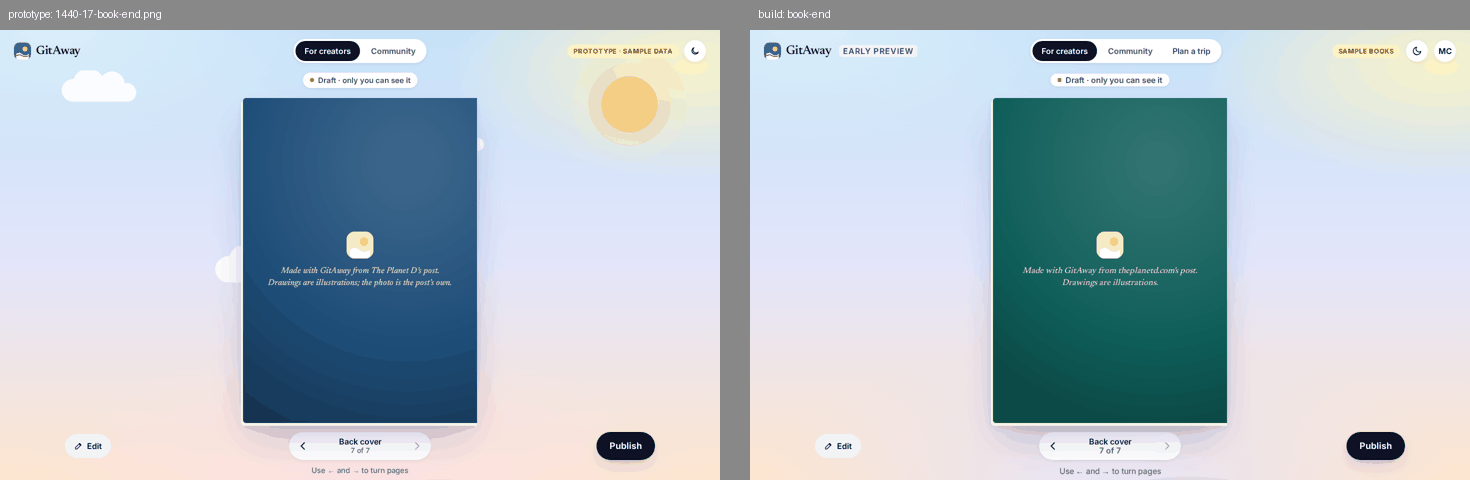 prototype: 1440-17-book-end.png
GitAway
For creators
Community
PROTOTYPE · SAMPLE DATA
Draft · only you can see it
Made with GitAway from The Planet D's post.
Drawings are illustrations; the photo is the post's own.
Edit
Back cover
7 of 7
Publish
Use ← and → to turn pages
build: book-end
GitAway
EARLY PREVIEW
For creators
Community
Plan a trip
SAMPLE BOOKS
MC
Draft · only you can see it
Made with GitAway from theplanetd.com's post.
Drawings are illustrations.
Edit
Back cover
7 of 7
Publish
Use ← and → to turn pages